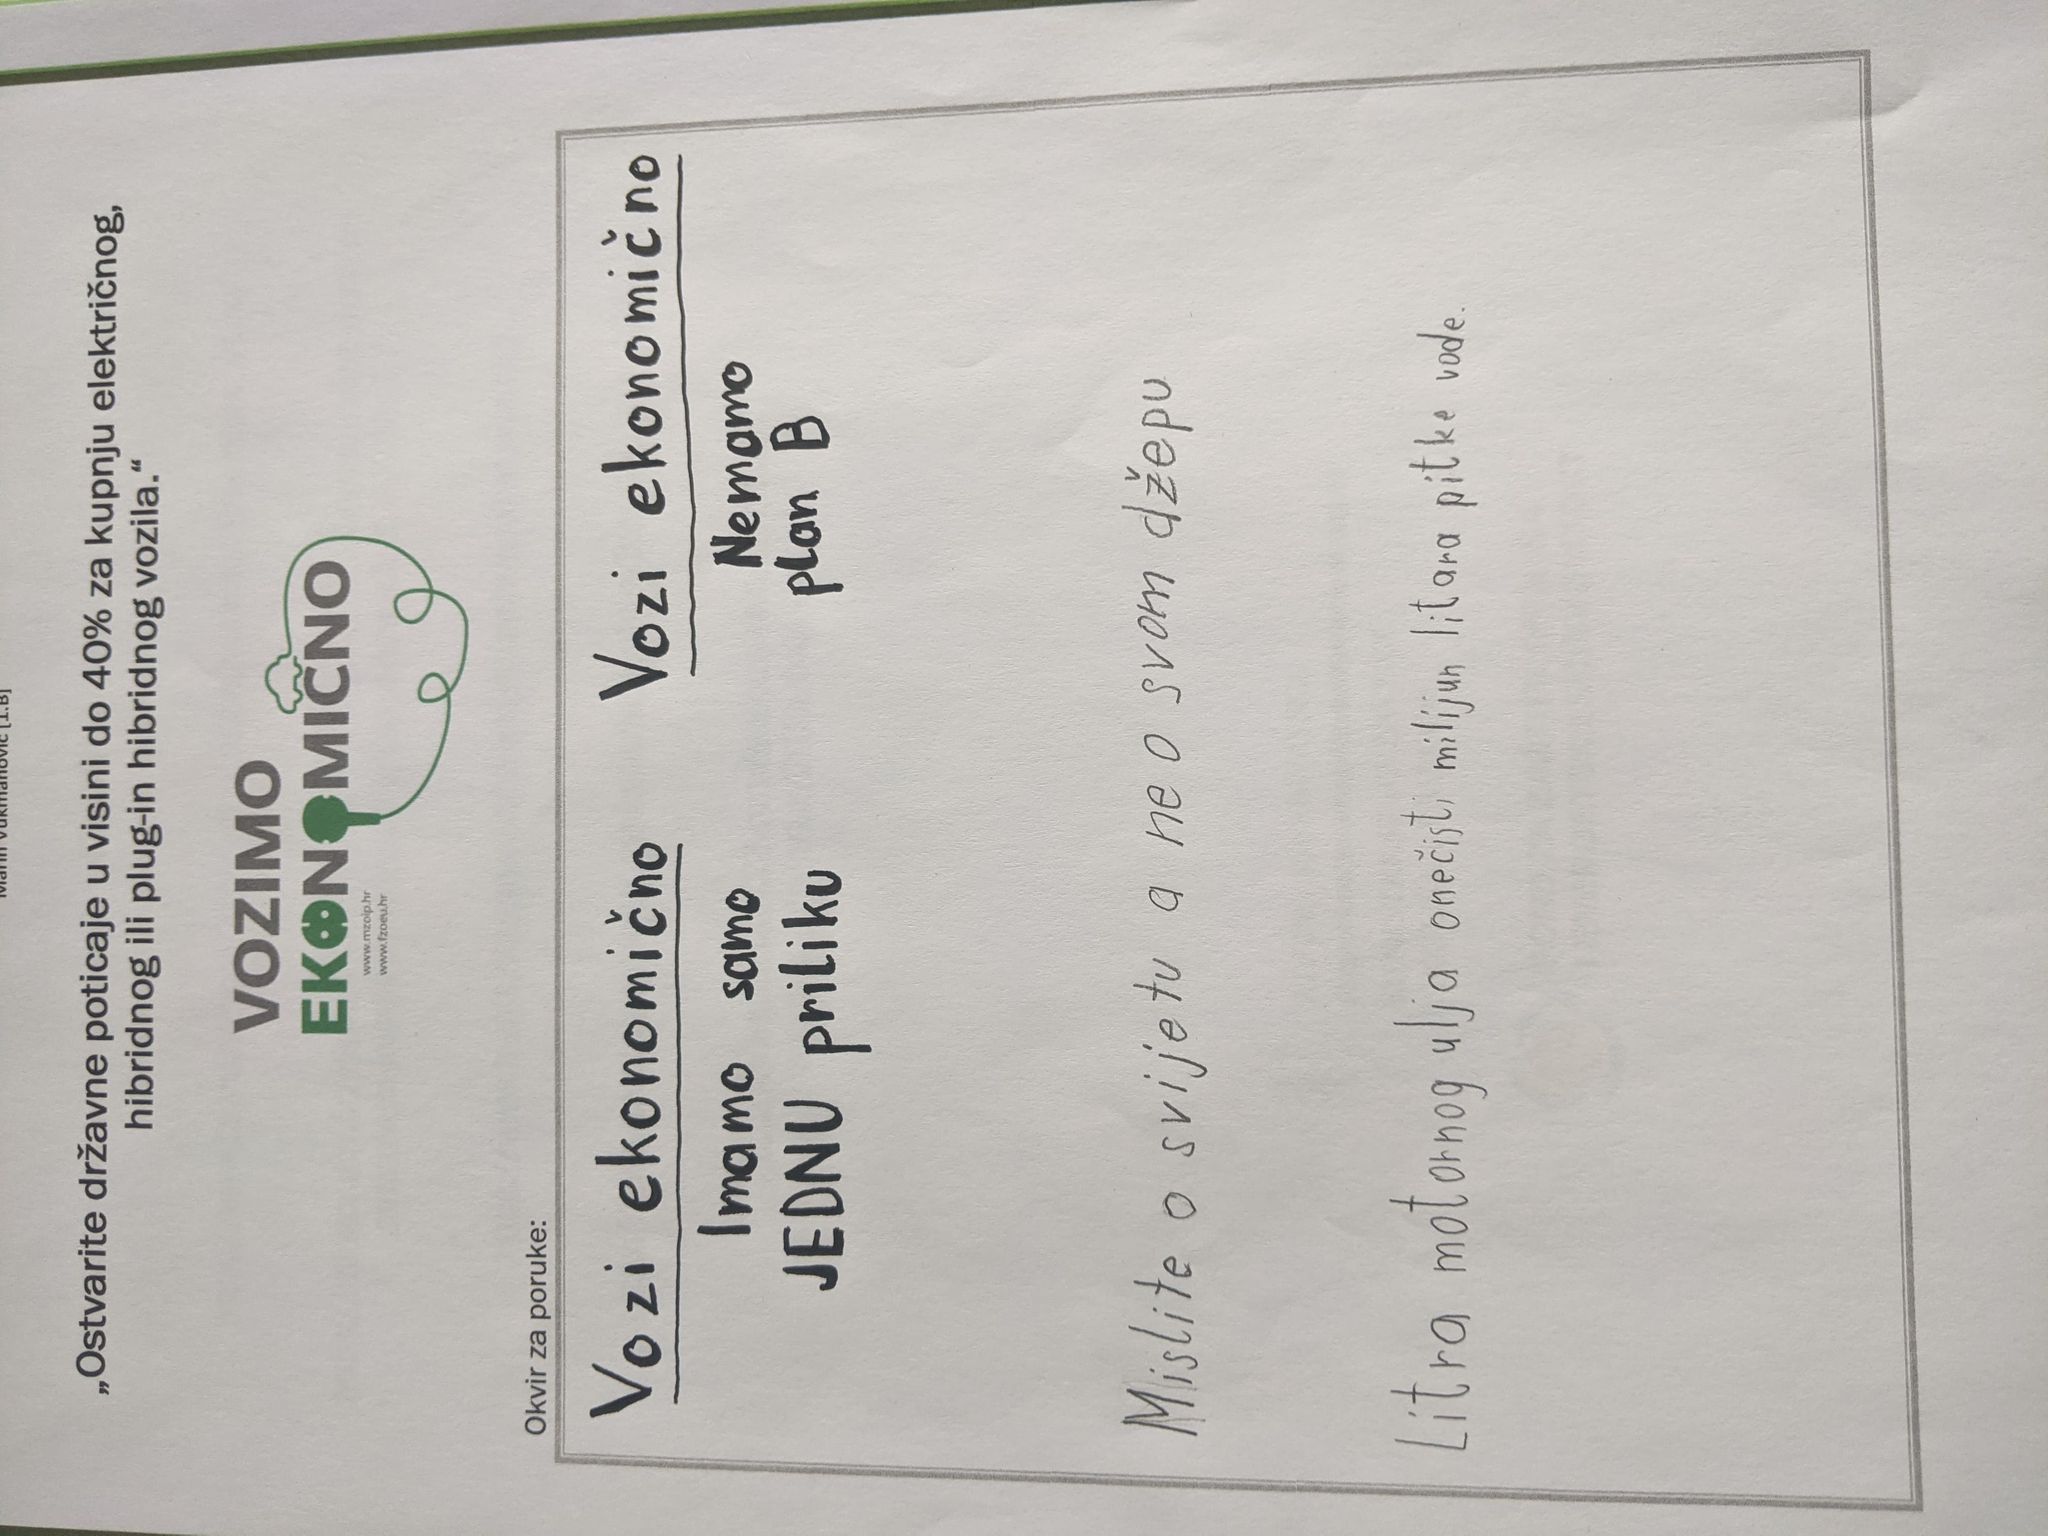 „Ostvarite državne poticaje u visini do 40% za kupnju električnog,
hibridnog ili plug-in hibridnog vozila.“
VOZIMO
EKONOMIČNO
www.mzoip.hr
www.fzoeu.hr
Okvir za poruke:
Vozi ekonomično
Imamo samo
JEDNU priliku
Vozi ekonomično
Nemamo
plan B
Mislite o svijetu a ne o svom džepu
Litra motornog ulja onečisti milijun litara pitke vode.